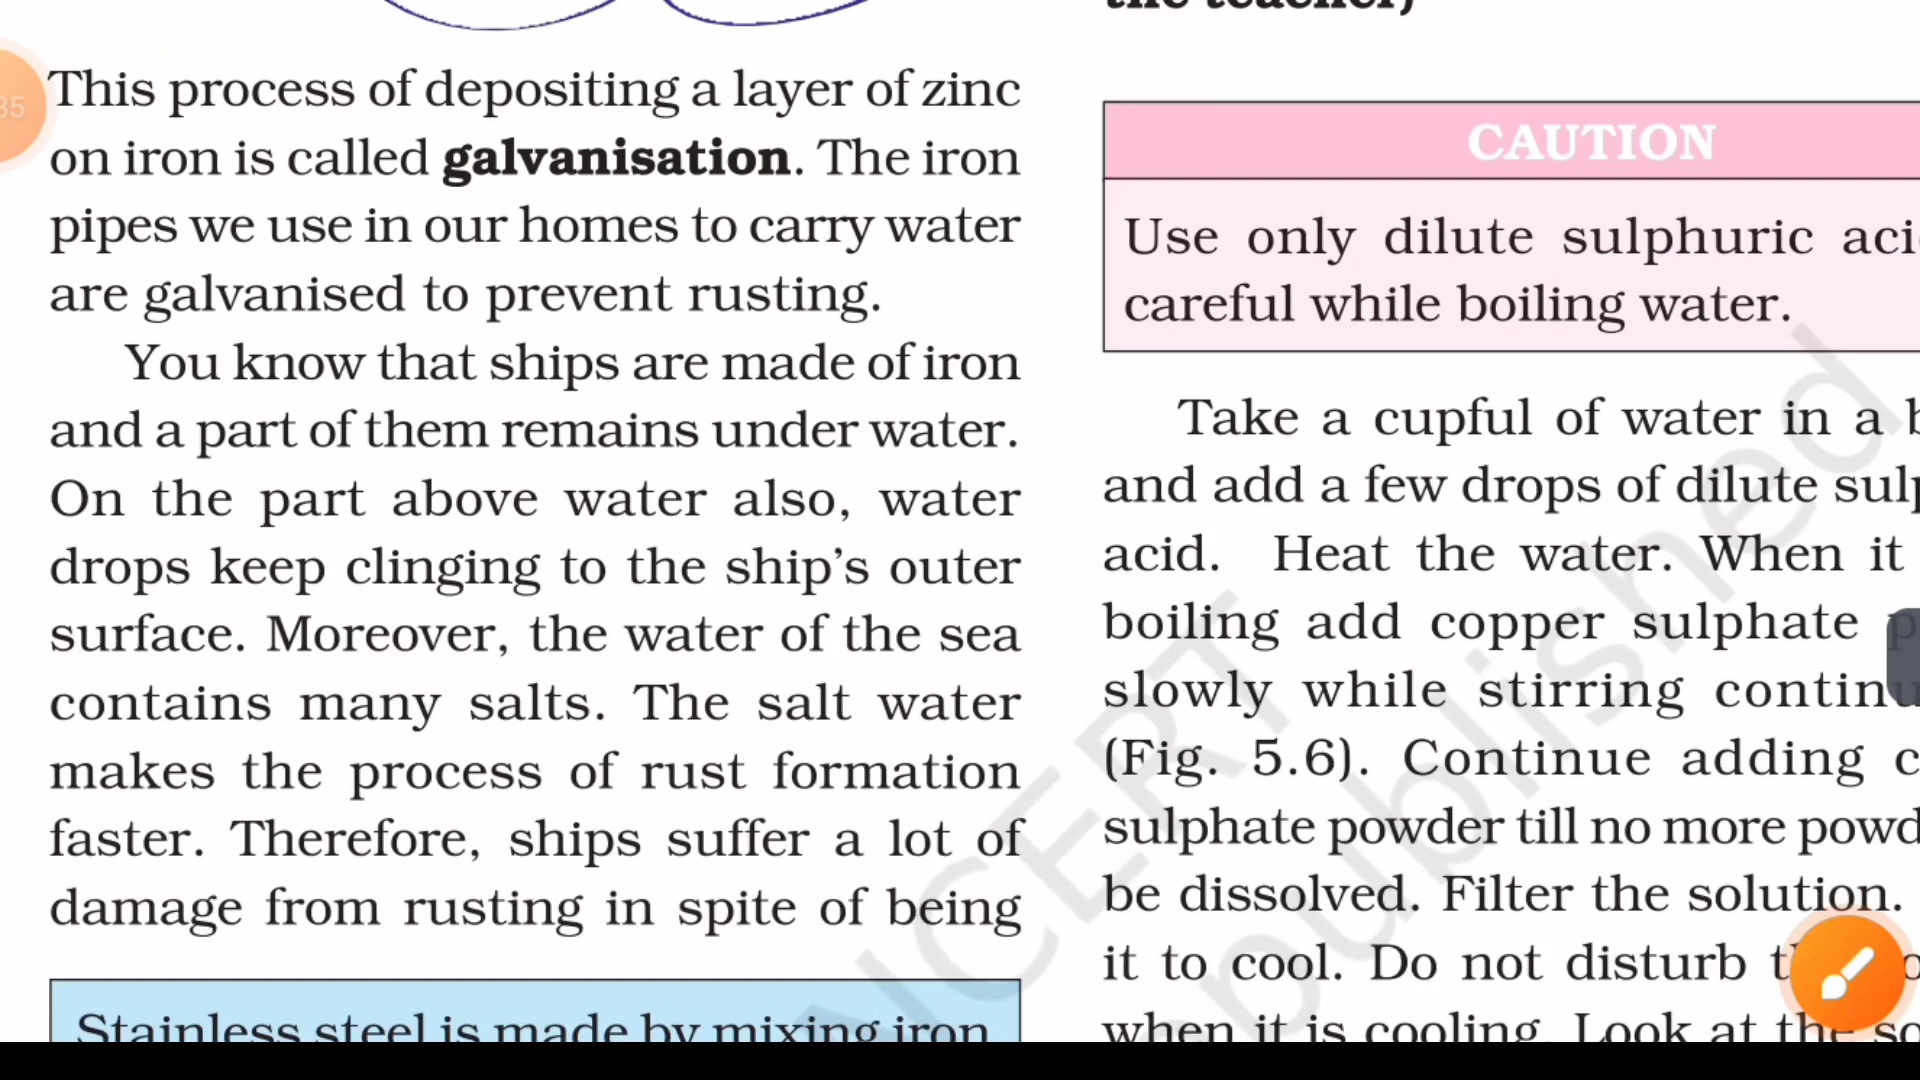 the teacher)
35
This process of depositing a layer of zinc
on iron is called galvanisation. The iron
pipes we use in our homes to carry water
are galvanised to prevent rusting.
You know that ships are made of iron
and a part of them remains under water.
On the part above water also, water
drops keep clinging to the ship's outer
surface. Moreover, the water of the sea
contains many salts. The salt water
makes the process of rust formation
faster. Therefore, ships suffer a lot of
damage from rusting in spite of being
Stainless steel is made by mixing iron
CAUTION
Use only dilute sulphuric
careful while boiling water.
Take a cupful of water in a
and add a few drops of dilute
acid. Heat the water. When it
boiling add copper sulphate
slowly while stirring
(Fig. 5.6). Continue adding
sulphate powder till no more
be dissolved. Filter the solution.
it to cool. Do not disturb
when it is cooling. Look at the
NCERT
published